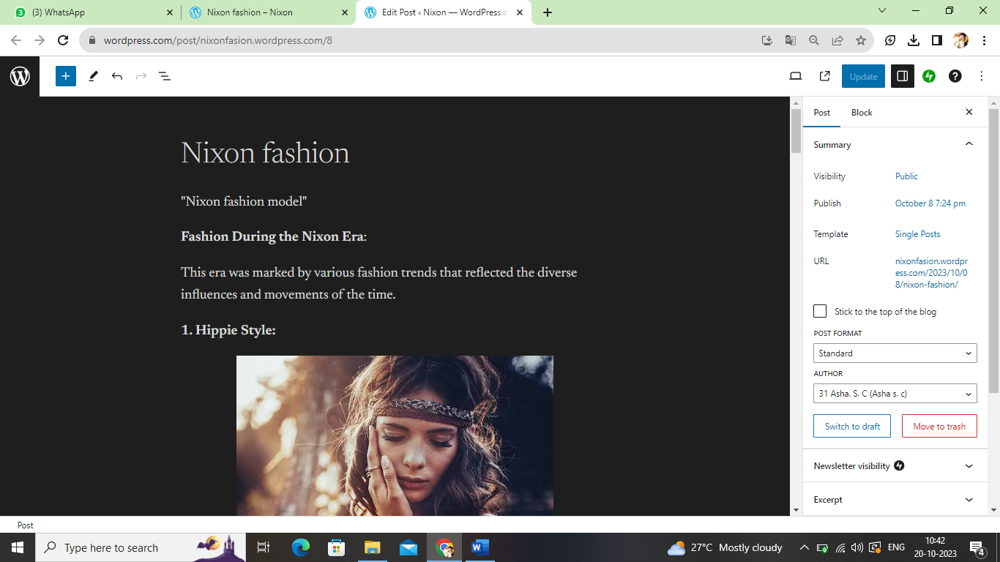 (3) WhatsApp
Nixon fashion – Nixon
Edit Post ‹ Nixon — WordPress.c
wordpress.com/post/nixonfasion.wordpress.com/8
Update
Post
Block
Nixon fashion
"Nixon fashion model"
Fashion During the Nixon Era:
This era was marked by various fashion trends that reflected the diverse
influences and movements of the time.
1. Hippie Style:
Summary
Visibility
Public
Publish
October 8 7:24 pm
Template
Single Posts
URL
nixonfasion.wordpr
ess.com/2023/10/0
8/nixon-fashion/
Stick to the top of the blog
POST FORMAT
Standard
AUTHOR
31 Asha. S. C (Asha s. c)
Switch to draft
Move to trash
Newsletter visibility
Excerpt
Post
Type here to search
27°C Mostly cloudy
ENG
10:42
20-10-2023
4